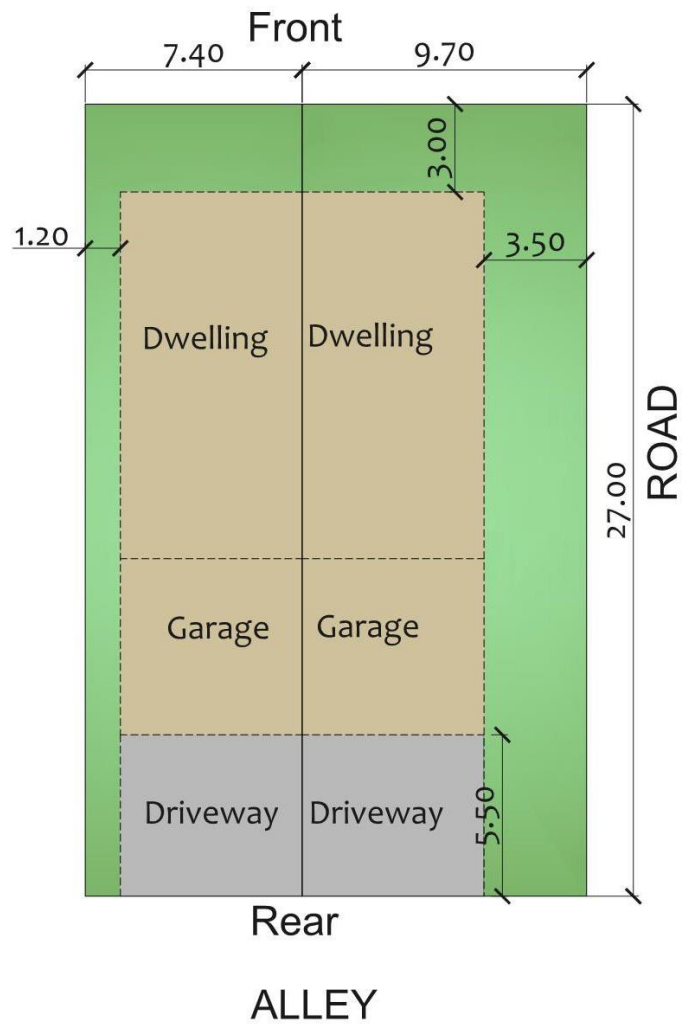 Front
7.40 9.70
3.00
1.20
3.50
Dwelling Dwelling
ROAD
27.00
Garage Garage
Driveway Driveway
5.50
Rear
ALLEY